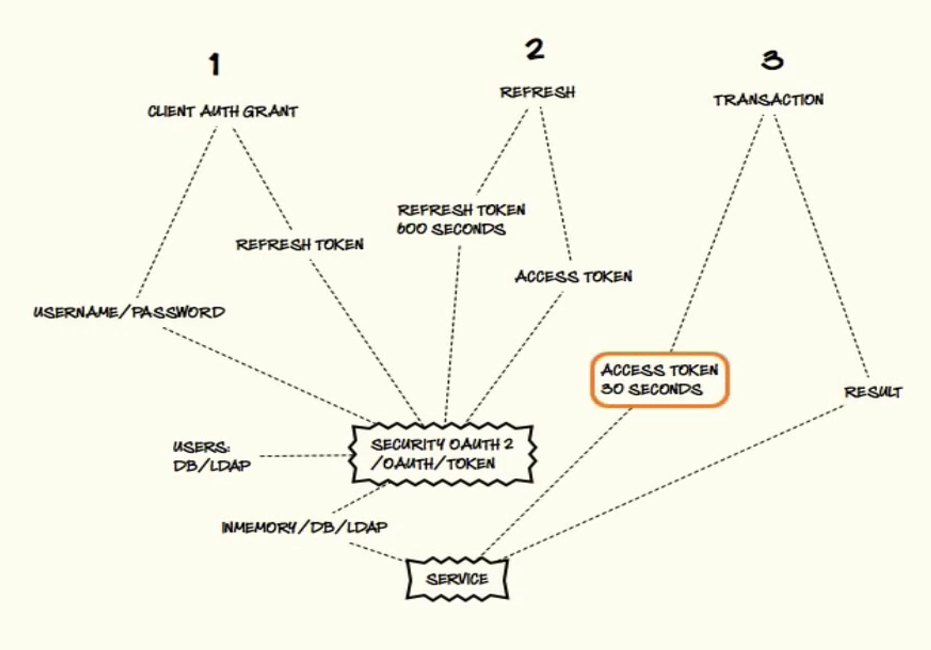 1
CLIENT AUTH GRANT
USERNAME/PASSWORD
REFRESH TOKEN
2
REFRESH
REFRESH TOKEN
600 SECONDS
ACCESS TOKEN
3
TRANSACTION
ACCESS TOKEN
30 SECONDS
RESULT
SECURITY OAUTH 2
/OAUTH/TOKEN
USERS:
DB/LDAP
INMEMORY/DB/LDAP
SERVICE